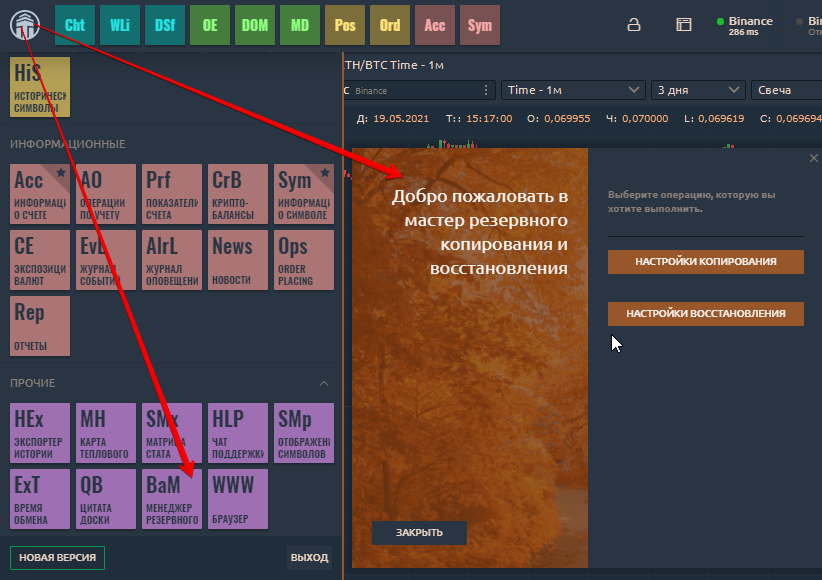 Cht WLi DSf OE DOM MD Pos Ord Acc Sym
Binance
286 ms
HiS
ИСТОРИЧЕСК
СИМВОЛЫ
TH/BTC Time - 1м
C Binance Time - 1м 3 дня Свеча
Д: 19.05.2021 T:: 15:17:00 O: 0,069955 Ч: 0,070000 L: 0,069619 C: 0,069694
ИНФОРМАЦИОННЫЕ
Acc AO Prf CrB Sym
ИНФОРМАЦИ
О СЧЕТЕ
ОПЕРАЦИИ
ПО УЧЕТУ
ПОКАЗАТЕЛИ
СЧЕТА
КРИПТО-
БАЛАНСЫ
ИНФОРМАЦИ
О СИМВОЛЕ
CE EvL AlrL News Ops
ЭКСПОЗИЦИ
ВАЛЮТ
ЖУРНАЛ
СОБЫТИЙ
ЖУРНАЛ
ОПОВЕЩЕНИ
НОВОСТИ
ORDER
PLACING
Rep
ОТЧЕТЫ
ПРОЧИЕ
HEx MH SMx HLP SMp
ЭКСПОРТЕР
ИСТОРИИ
КАРТА
ТЕПЛОВОГО
МАТРИЦА
СТАТА
ЧАТ
ПОДДЕРЖКИ
ОТОБРАЖЕНИ
СИМВОЛОВ
ExT QB BaM WWW
ВРЕМЯ
ОБМЕНА
ЦИТАТА
ДОСКИ
МЕНЕДЖЕР
РЕЗЕРВНОГО
БРАУЗЕР
НОВАЯ ВЕРСИЯ
ВЫХОД
Добро пожаловать в
мастер резервного
копирования и
восстановления
ЗАКРЫТЬ
Выберите операцию, которую вы
хотите выполнить.
НАСТРОЙКИ КОПИРОВАНИЯ
НАСТРОЙКИ ВОССТАНОВЛЕНИЯ